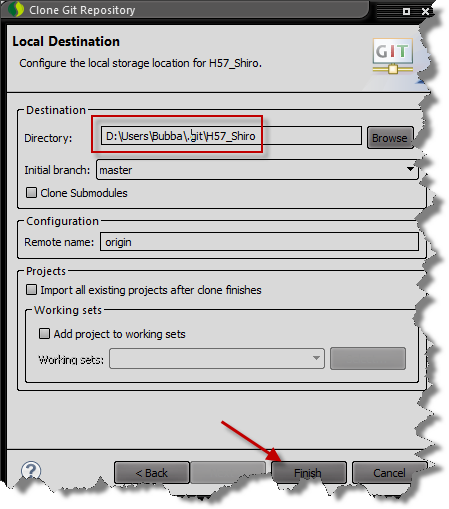 Clone Git Repository
Local Destination
Configure the local storage location for H57_Shiro.
GIT
Destination
Directory: D:\Users\Bubba\.git\H57_Shiro Browse
Initial branch: master
Clone Submodules
Configuration
Remote name: origin
Projects
Import all existing projects after clone finishes
Working sets
Add project to working sets
Working sets:
? < Back Finish Cancel